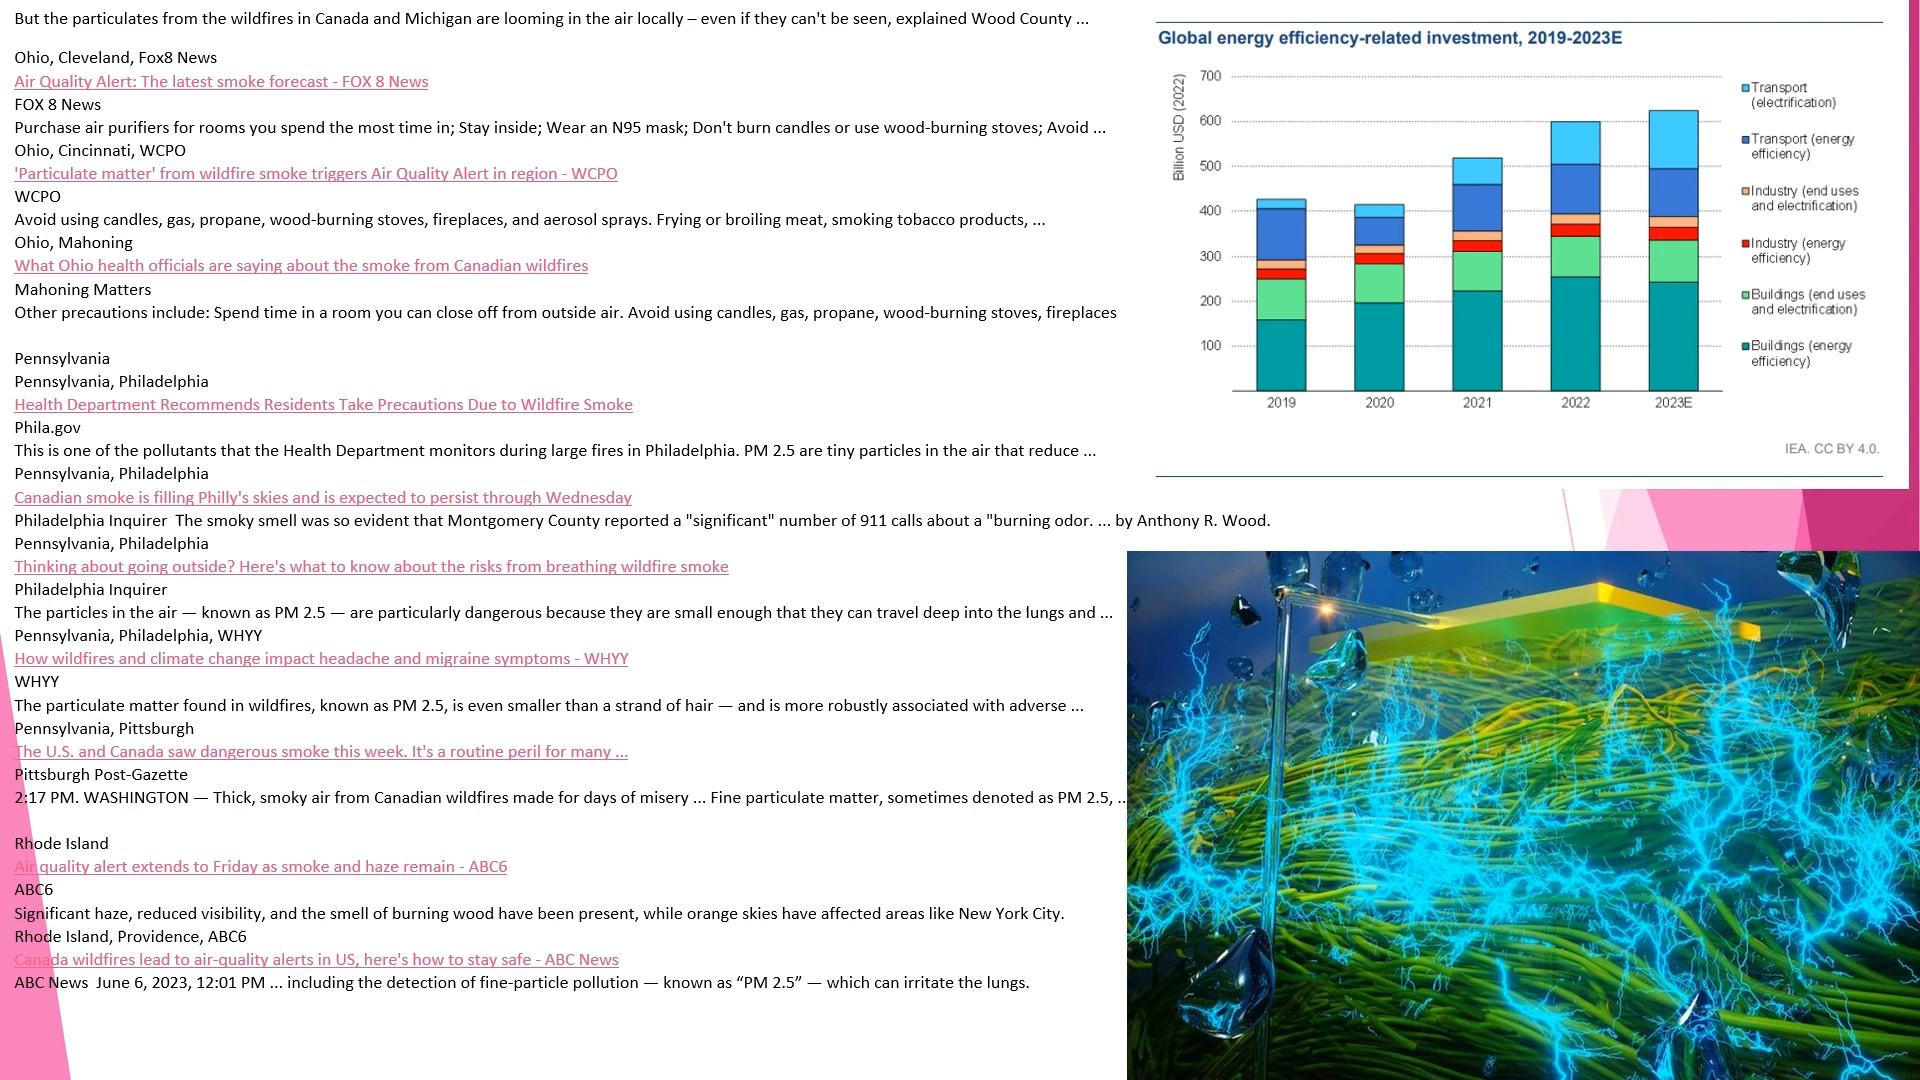 But the particulates from the wildfires in Canada and Michigan are looming in the air locally – even if they can't be seen, explained Wood County ...
Ohio, Cleveland, Fox8 News
Air Quality Alert: The latest smoke forecast - FOX 8 News
FOX 8 News
Purchase air purifiers for rooms you spend the most time in; Stay inside; Wear an N95 mask; Don't burn candles or use wood-burning stoves; Avoid ...
Ohio, Cincinnati, WCPO
'Particulate matter' from wildfire smoke triggers Air Quality Alert in region - WCPO
WCPO
Avoid using candles, gas, propane, wood-burning stoves, fireplaces, and aerosol sprays. Frying or broiling meat, smoking tobacco products, ...
Ohio, Mahoning
What Ohio health officials are saying about the smoke from Canadian wildfires
Mahoning Matters
Other precautions include: Spend time in a room you can close off from outside air. Avoid using candles, gas, propane, wood-burning stoves, fireplaces
Pennsylvania
Pennsylvania, Philadelphia
Health Department Recommends Residents Take Precautions Due to Wildfire Smoke
Phila.gov
This is one of the pollutants that the Health Department monitors during large fires in Philadelphia. PM 2.5 are tiny particles in the air that reduce ...
Pennsylvania, Philadelphia
Canadian smoke is filling Philly's skies and is expected to persist through Wednesday
Philadelphia Inquirer  The smoky smell was so evident that Montgomery County reported a "significant" number of 911 calls about a "burning odor. ... by Anthony R. Wood.
Pennsylvania, Philadelphia
Thinking about going outside? Here's what to know about the risks from breathing wildfire smoke
Philadelphia Inquirer
The particles in the air — known as PM 2.5 — are particularly dangerous because they are small enough that they can travel deep into the lungs and ...
Pennsylvania, Philadelphia, WHYY
How wildfires and climate change impact headache and migraine symptoms - WHYY
WHYY
The particulate matter found in wildfires, known as PM 2.5, is even smaller than a strand of hair — and is more robustly associated with adverse ...
Pennsylvania, Pittsburgh
The U.S. and Canada saw dangerous smoke this week. It's a routine peril for many ...
Pittsburgh Post-Gazette
2:17 PM. WASHINGTON — Thick, smoky air from Canadian wildfires made for days of misery ... Fine particulate matter, sometimes denoted as PM 2.5, ...
Rhode Island
Air quality alert extends to Friday as smoke and haze remain - ABC6
ABC6
Significant haze, reduced visibility, and the smell of burning wood have been present, while orange skies have affected areas like New York City.
Rhode Island, Providence, ABC6
Canada wildfires lead to air-quality alerts in US, here's how to stay safe - ABC News
ABC News  June 6, 2023, 12:01 PM ... including the detection of fine-particle pollution — known as “PM 2.5” — which can irritate the lungs.
Global energy efficiency-related investment, 2019-2023E
Billion USD (2022)
700
600
500
400
300
200
100
2019 2020 2021 2022 2023E
Transport
(electrification)
Transport (energy
efficiency)
Industry (end uses
and electrification)
Industry (energy
efficiency)
Buildings (end uses
and electrification)
Buildings (energy
efficiency)
IEA. CC BY 4.0.